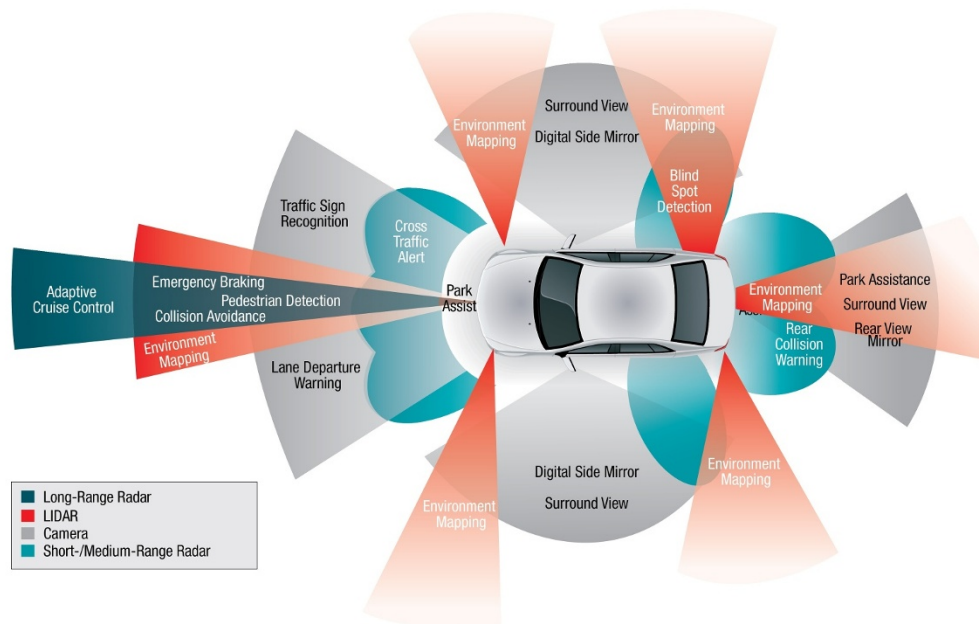 Surround View
Digital Side Mirror
Environment
Mapping
Environment
Mapping
Blind
Spot
Detection
Traffic Sign
Recognition
Cross
Traffic
Alert
Adaptive
Cruise Control
Emergency Braking
Pedestrian Detection
Collision Avoidance
Environment
Mapping
Lane Departure
Warning
Park
Assist
Environment
Mapping
Rear
Collision
Warning
Park Assistance
Surround View
Rear View
Mirror
Digital Side Mirror
Surround View
Environment
Mapping
Environment
Mapping
Long-Range Radar
LIDAR
Camera
Short-/Medium-Range Radar